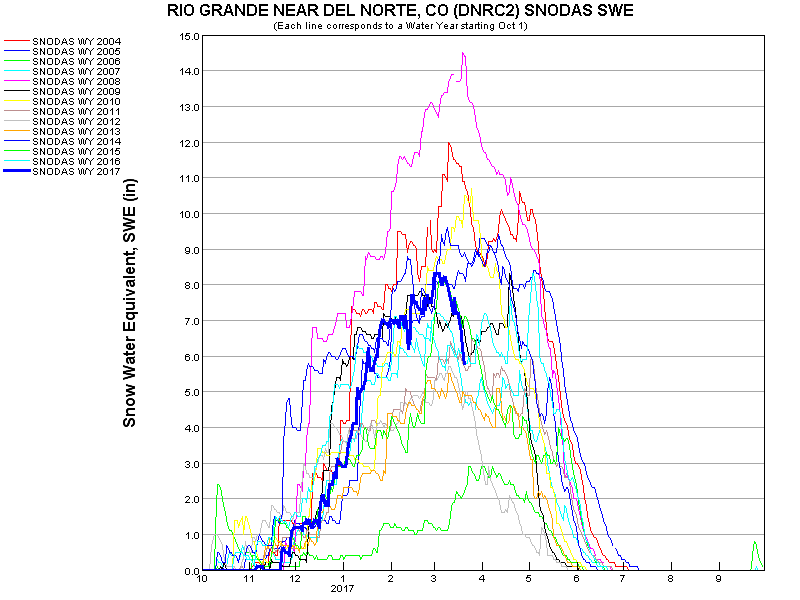 RIO GRANDE NEAR DEL NORTE, CO (DNRC2) SNODAS SWE
(Each line corresponds to a Water Year starting Oct 1)
SNODAS WY 2004
SNODAS WY 2005
SNODAS WY 2006
SNODAS WY 2007
SNODAS WY 2008
SNODAS WY 2009
SNODAS WY 2010
SNODAS WY 2011
SNODAS WY 2012
SNODAS WY 2013
SNODAS WY 2014
SNODAS WY 2015
SNODAS WY 2016
SNODAS WY 2017
Snow Water Equivalent, SWE (in)
15.0
14.0
13.0
12.0
11.0
10.0
9.0
8.0
7.0
6.0
5.0
4.0
3.0
2.0
1.0
0.0
10 11 12 1 2 3 4 5 6 7 8 9
2017